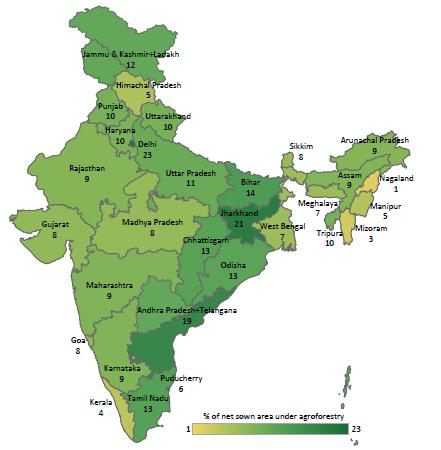 Jammu & Kashmir+Ladakh
12
Himachal Pradesh
5
Punjab
10
Uttarakhand
10
Haryana
10
Delhi
23
Sikkim
8
Arunachal Pradesh
9
Rajasthan
9
Uttar Pradesh
11
Bihar
14
Assam
9
Nagaland
1
Meghalaya
7
Manipur
5
Tripura
10
Mizoram
3
Gujarat
8
Madhya Pradesh
8
Jharkhand
21
West Bengal
7
Chhattisgarh
13
Odisha
13
Maharashtra
9
Andhra Pradesh+Telangana
19
Goa
8
Karnataka
9
Puducherry
6
Kerala
4
Tamil Nadu
13
% of net sown area under agroforestry
1 23